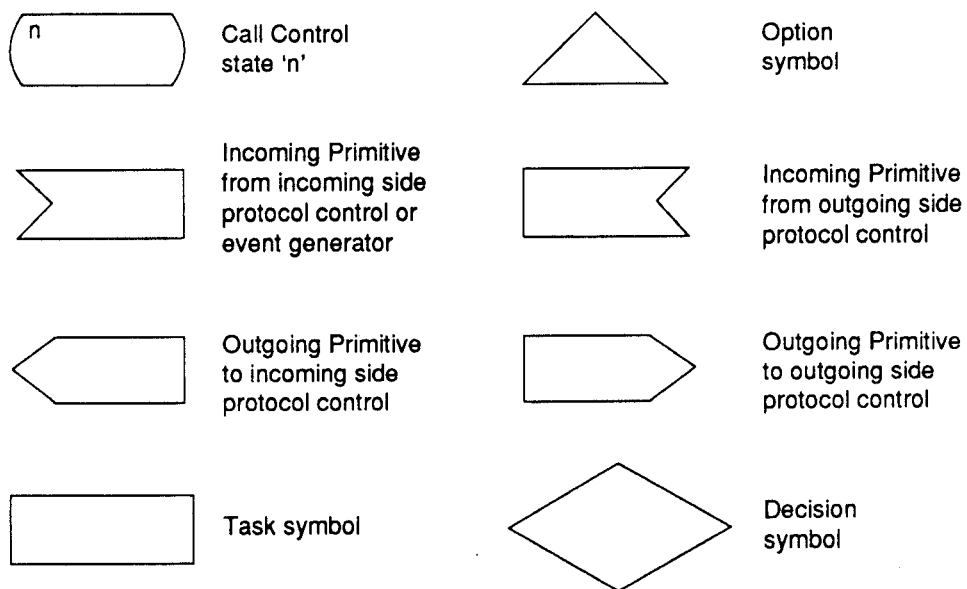 n
Call Control
state 'n'
Option
symbol
Incoming Primitive
from incoming side
protocol control or
event generator
Incoming Primitive
from outgoing side
protocol control
Outgoing Primitive
to incoming side
protocol control
Outgoing Primitive
to outgoing side
protocol control
Task symbol
Decision
symbol